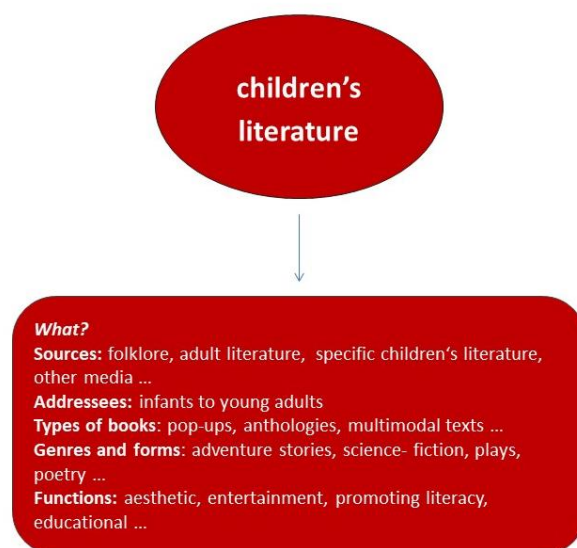 children’s
literature
What?
Sources: folklore, adult literature,  specific children‘s literature,
other media ...
Addressees: infants to young adults
Types of books: pop-ups, anthologies, multimodal texts ...
Genres and forms: adventure stories, science- fiction, plays,
poetry ...
Functions: aesthetic, entertainment, promoting literacy,
educational ...